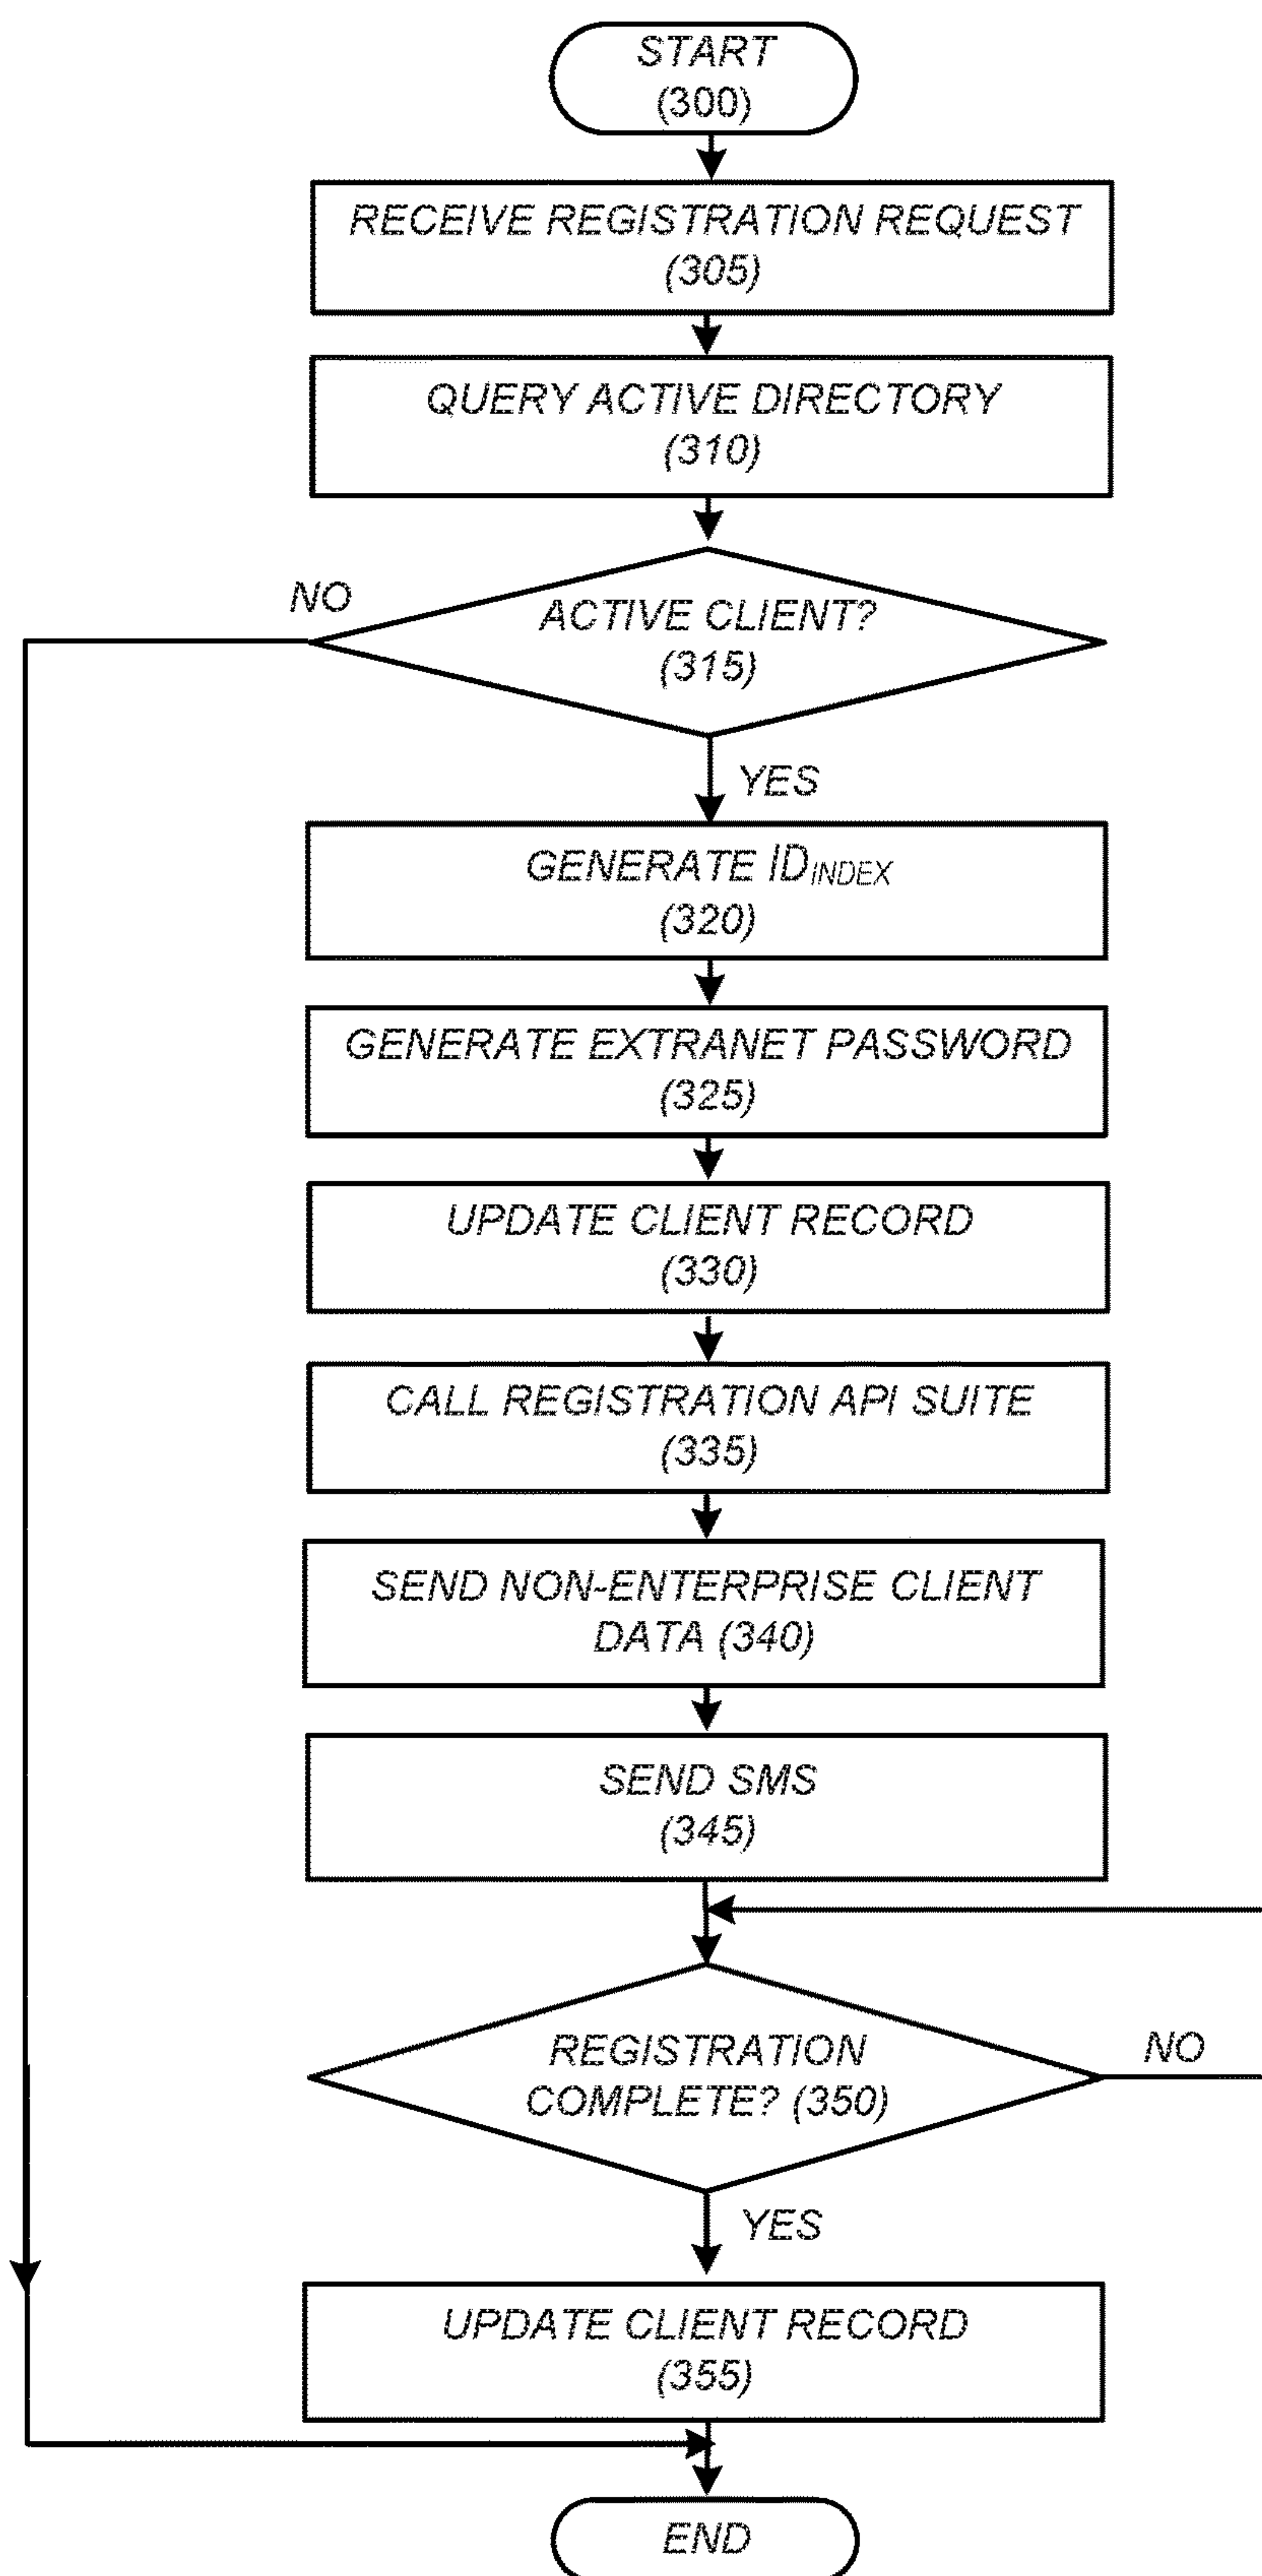 START
(300)
RECEIVE REGISTRATION REQUEST
(305)
QUERY ACTIVE DIRECTORY
(310)
NO
ACTIVE CLIENT?
(315)
YES
GENERATE ID_INDEX
(320)
GENERATE EXTRANET PASSWORD
(325)
UPDATE CLIENT RECORD
(330)
CALL REGISTRATION API SUITE
(335)
SEND NON-ENTERPRISE CLIENT
DATA (340)
SEND SMS
(345)
REGISTRATION
COMPLETE? (350)
NO
YES
UPDATE CLIENT RECORD
(355)
END